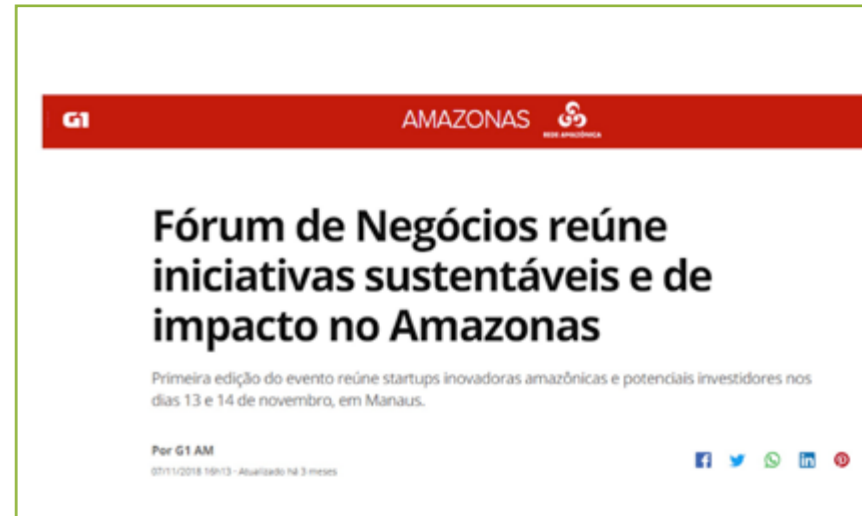 G1
AMAZONAS
REDE AMAZÔNICA
Fórum de Negócios reúne
iniciativas sustentáveis e de
impacto no Amazonas
Primeira edição do evento reúne startups inovadoras amazônicas e potenciais investidores nos
dias 13 e 14 de novembro, em Manaus.
Por G1 AM
07/11/2018 16h13 · Atualizado há 3 meses